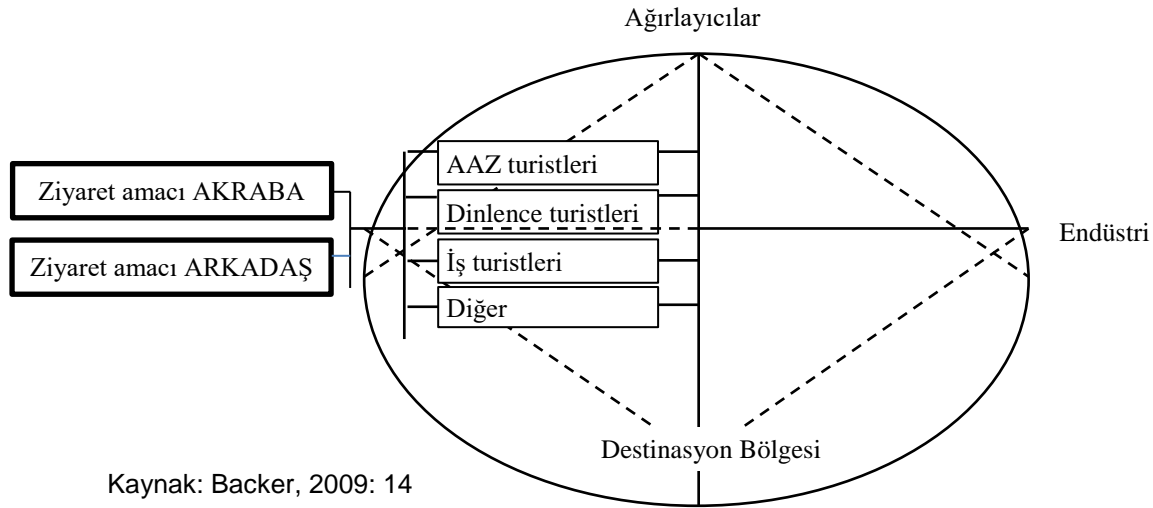 Ağırlayıcılar
AAZ turistleri
Ziyaret amacı AKRABA
Dinlence turistleri
Endüstri
Ziyaret amacı ARKADAŞ
İş turistleri
Diğer
Destinasyon Bölgesi
Kaynak: Backer, 2009: 14